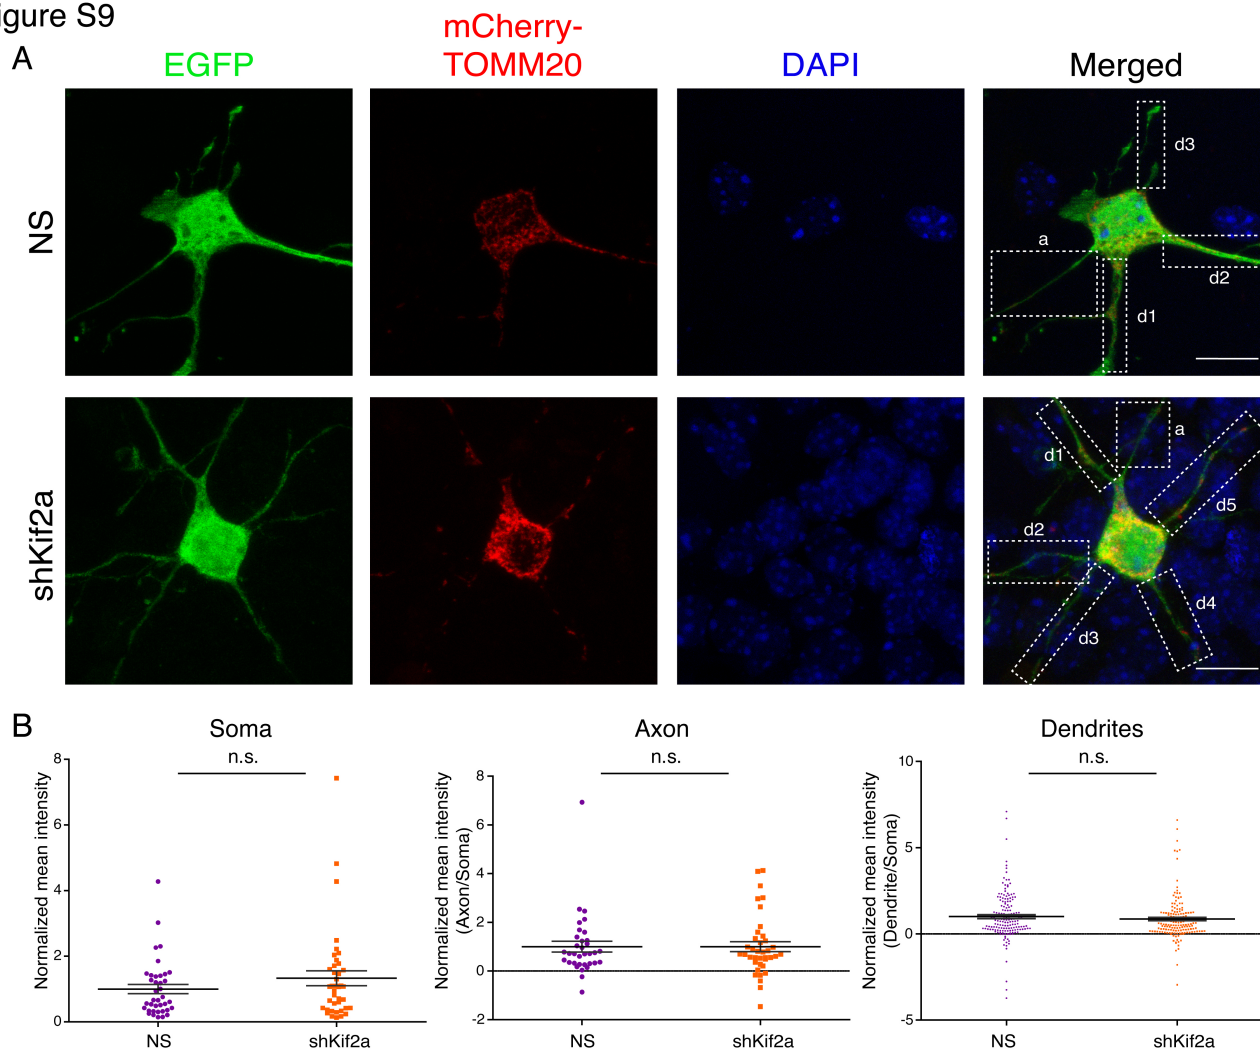 igure S9
A
EGFP
mCherry-
TOMM20
DAPI
Merged
NS
d3
a
d2
d1
shKif2a
d1
a
d5
d2
d4
d3
B
Soma
n.s.
Normalized mean intensity
8
6
4
2
0
NS
shKif2a
Axon
n.s.
Normalized mean intensity
(Axon/Soma)
8
6
4
2
0
-2
NS
shKif2a
Dendrites
n.s.
Normalized mean intensity
(Dendrite/Soma)
10
5
0
-5
NS
shKif2a